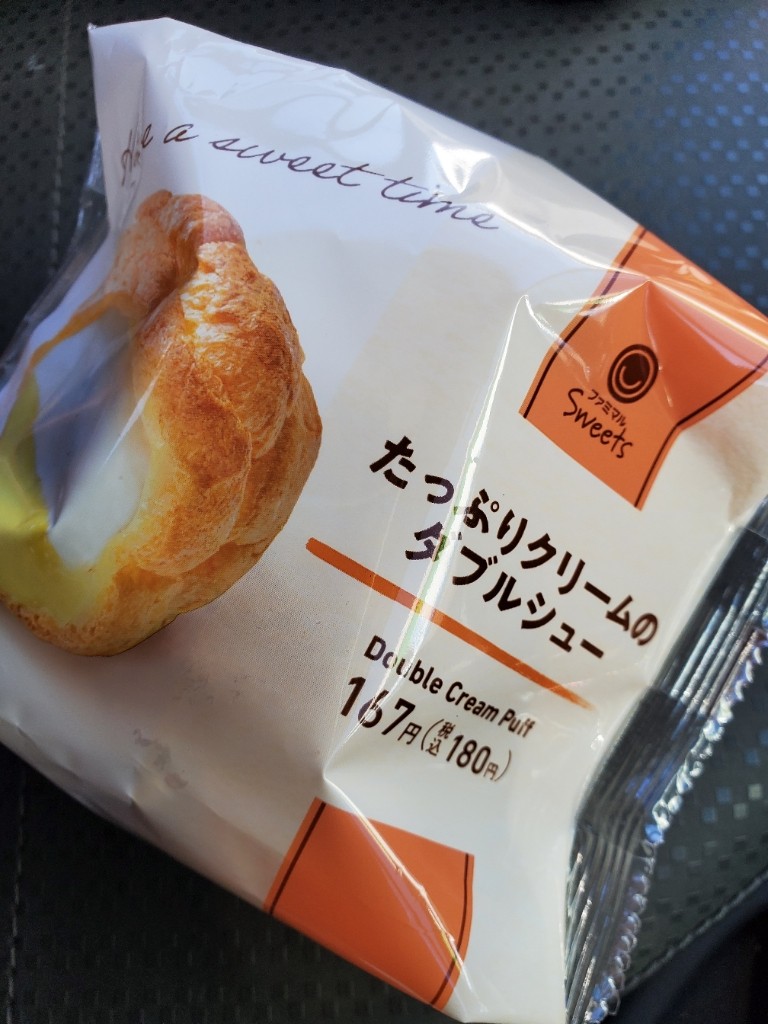 Have a sweet time
ファミマル
Sweets
たっぷりクリームの
ダブルシュー
Double Cream Puff
167円(税込180円)